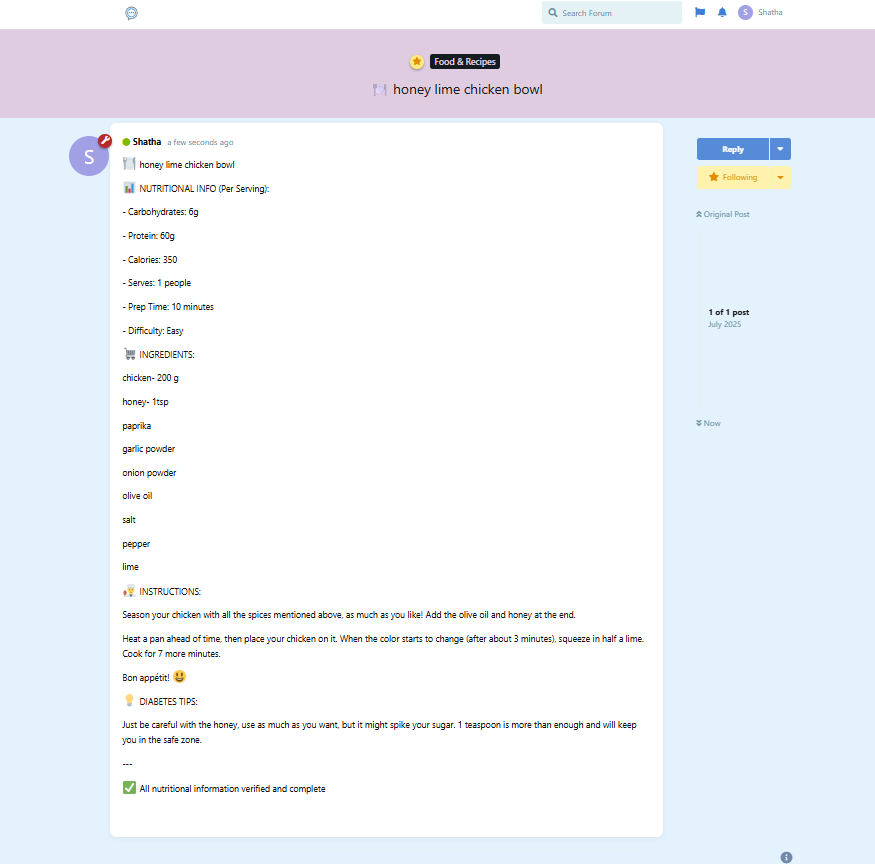 Search Forum
S
Shatha
Food & Recipes
honey lime chicken bowl
S
Shatha a few seconds ago
honey lime chicken bowl
NUTRITIONAL INFO (Per Serving):
- Carbohydrates: 6g
- Protein: 60g
- Calories: 350
- Serves: 1 people
- Prep Time: 10 minutes
- Difficulty: Easy
INGREDIENTS:
chicken- 200 g
honey- 1tsp
paprika
garlic powder
onion powder
olive oil
salt
pepper
lime
INSTRUCTIONS:
Season your chicken with all the spices mentioned above, as much as you like! Add the olive oil and honey at the end.
Heat a pan ahead of time, then place your chicken on it. When the color starts to change (after about 3 minutes), squeeze in half a lime.
Cook for 7 more minutes.
Bon appétit! 😃
DIABETES TIPS:
Just be careful with the honey, use as much as you want, but it might spike your sugar. 1 teaspoon is more than enough and will keep
you in the safe zone.
---
✅ All nutritional information verified and complete
Reply
Following
Original Post
1 of 1 post
July 2025
Now